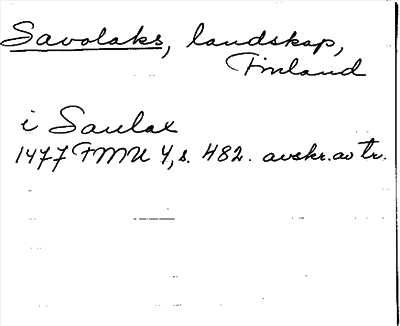 Savolaks, landskap,
Finland
i Saulax
1477 FMU 4, s. 482. avskr. av tr.